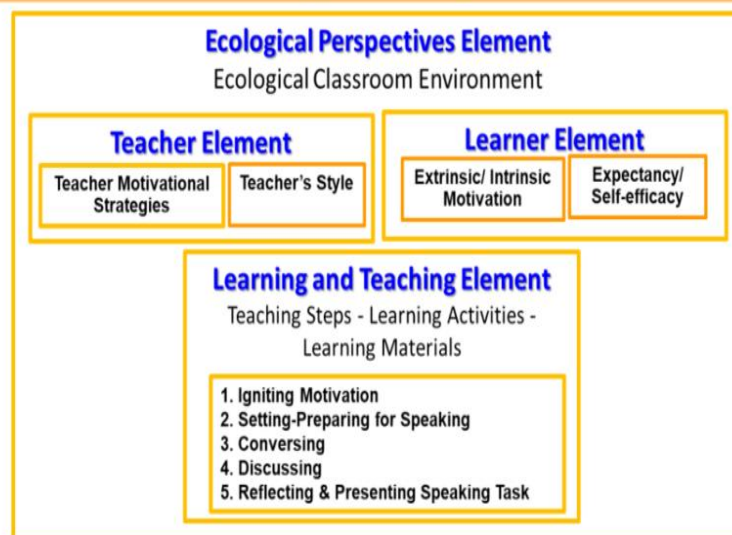 Ecological Perspectives Element
Ecological Classroom Environment
Teacher Element
Teacher Motivational
Strategies
Teacher's Style
Learner Element
Extrinsic/ Intrinsic
Motivation
Expectancy/
Self-efficacy
Learning and Teaching Element
Teaching Steps - Learning Activities -
Learning Materials
1. Igniting Motivation
2. Setting-Preparing for Speaking
3. Conversing
4. Discussing
5. Reflecting & Presenting Speaking Task